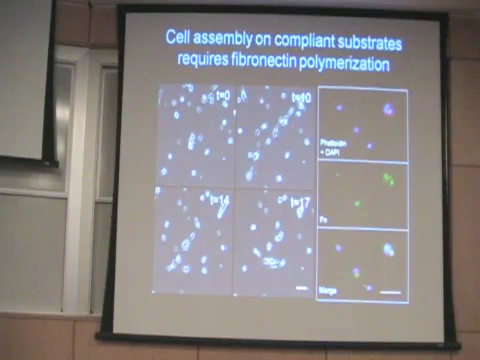 Cell assembly on compliant substrates
requires fibronectin polymerization
t=0
t=10
t=14
t=17
Phalloidin
+ DAPI
Fn
Merge